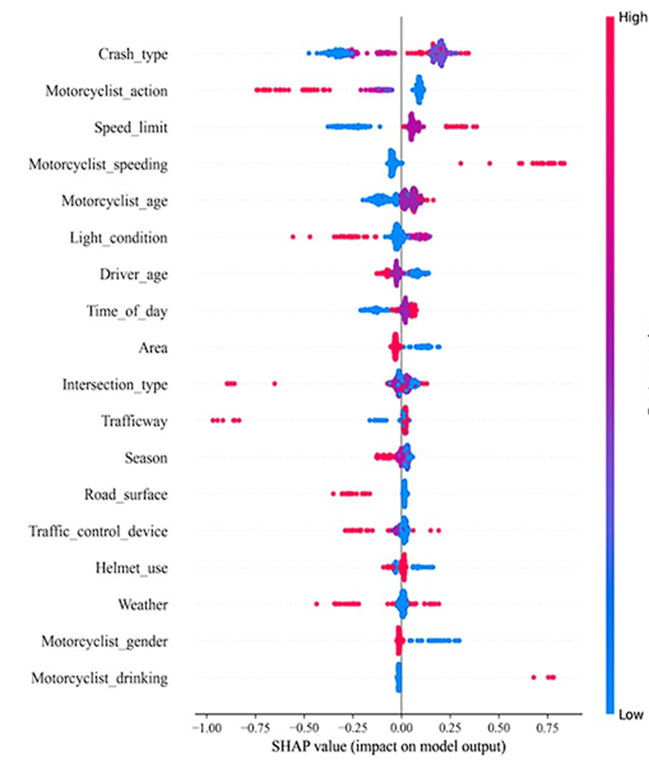 High
Crash_type
Motorcyclist_action
Speed_limit
Motorcyclist_speeding
Motorcyclist_age
Light_condition
Driver_age
Time_of_day
Area
Intersection_type
Trafficway
Season
Road_surface
Traffic_control_device
Helmet_use
Weather
Motorcyclist_gender
Motorcyclist_drinking
Low
−1.00 −0.75 −0.50 −0.25 0.00 0.25 0.50 0.75
SHAP value (impact on model output)